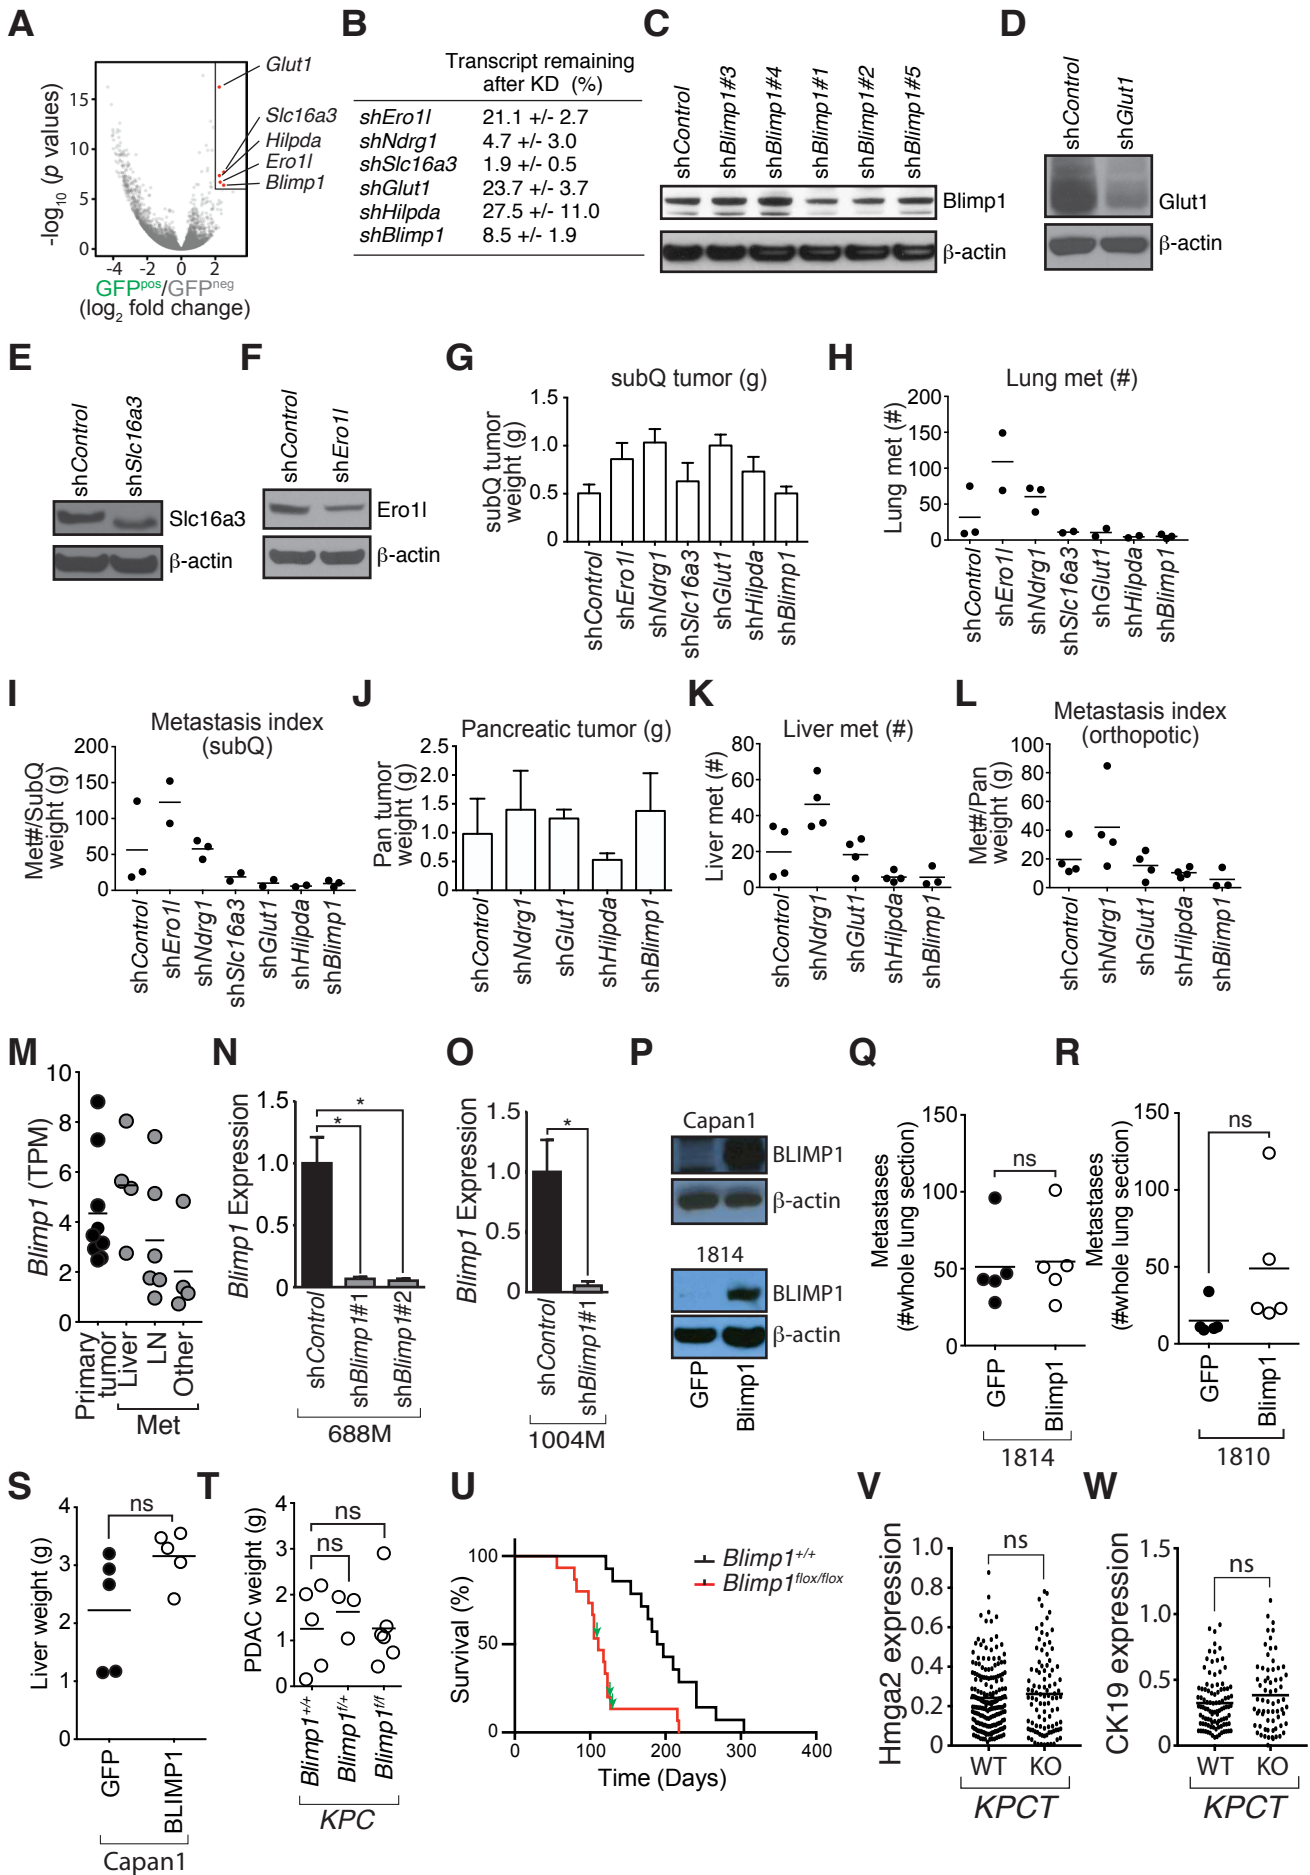 A
B
C
D
Glut1
Slc16a3
Hilpda
Ero1l
Blimp1
-log10 (p values)
15
10
5
0
-4 -2 0 2
GFPpos/GFPneg
(log2 fold change)
Transcript remaining
after KD (%)
shEro1l 21.1 +/- 2.7
shNdrg1 4.7 +/- 3.0
shSlc16a3 1.9 +/- 0.5
shGlut1 23.7 +/- 3.7
shHilpda 27.5 +/- 11.0
shBlimp1 8.5 +/- 1.9
shControl
shBlimp1#3
shBlimp1#4
shBlimp1#1
shBlimp1#2
shBlimp1#5
Blimp1
β-actin
shControl
shGlut1
Glut1
β-actin
E
F
G
H
shControl
shSlc16a3
Slc16a3
β-actin
shControl
shEro1l
Ero1l
β-actin
subQ tumor (g)
subQ tumor
weight (g)
1.5
1.0
0.5
0
shControl
shEro1l
shNdrg1
shSlc16a3
shGlut1
shHilpda
shBlimp1
Lung met (#)
Lung met (#)
200
150
100
50
0
shControl
shEro1l
shNdrg1
shSlc16a3
shGlut1
shHilpda
shBlimp1
I
J
K
L
Metastasis index
(subQ)
Met#/SubQ
weight (g)
200
150
100
50
0
shControl
shEro1l
shNdrg1
shSlc16a3
shGlut1
shHilpda
shBlimp1
Pancreatic tumor (g)
Pan tumor
weight (g)
2.5
2.0
1.5
1.0
0.5
0
shControl
shNdrg1
shGlut1
shHilpda
shBlimp1
Liver met (#)
Liver met (#)
80
60
40
20
0
shControl
shNdrg1
shGlut1
shHilpda
shBlimp1
Metastasis index
(orthopotic)
Met#/Pan
weight (g)
100
80
60
40
20
0
shControl
shNdrg1
shGlut1
shHilpda
shBlimp1
M
N
O
P
Q
R
Blimp1 (TPM)
10
8
6
4
2
0
Primary
tumor
Liver
LN
Other
Met
Blimp1 Expression
1.5
1.0
0.5
0
*
*
shControl
shBlimp1#1
shBlimp1#2
688M
Blimp1 Expression
1.5
1.0
0.5
0
*
shControl
shBlimp1#1
1004M
Capan1
BLIMP1
β-actin
1814
BLIMP1
β-actin
GFP
Blimp1
Metastases
(#whole lung section)
150
100
50
0
ns
GFP
Blimp1
1814
Metastases
(#whole lung section)
150
100
50
0
ns
GFP
Blimp1
1810
S
T
U
V
W
Liver weight (g)
4
3
2
1
0
ns
GFP
BLIMP1
Capan1
PDAC weight (g)
4
3
2
1
0
ns
ns
Blimp1+/+
Blimp1f/+
Blimp1f/f
KPC
Survival (%)
100
50
0
Blimp1+/+
Blimp1flox/flox
0 100 200 300 400
Time (Days)
Hmga2 expression
1.0
0.8
0.6
0.4
0.2
0
ns
WT KO
KPCT
CK19 expression
1.5
1.0
0.5
0
ns
WT KO
KPCT